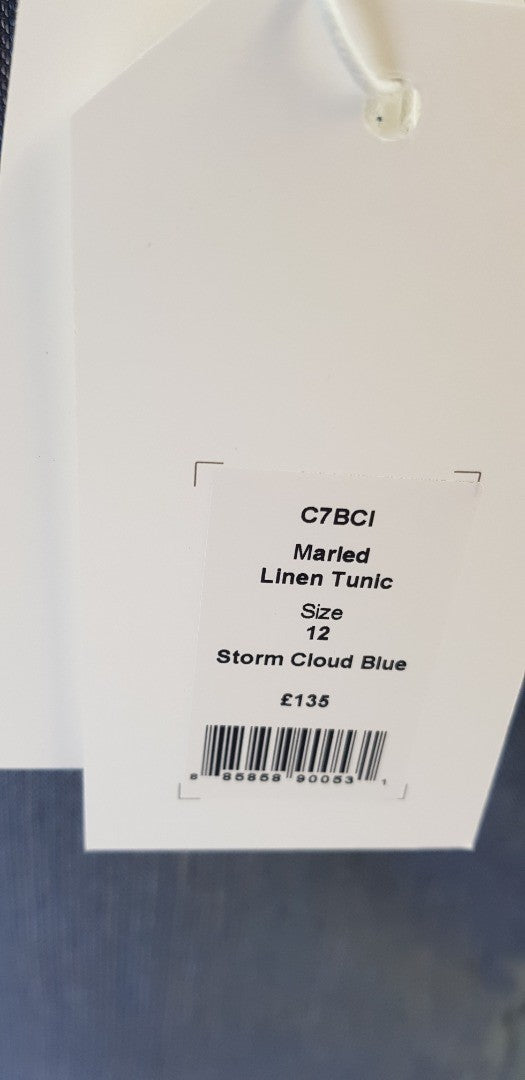 C7BCI
Marled
Linen Tunic
Size
12
Storm Cloud Blue
£135
8 85858 90053 1